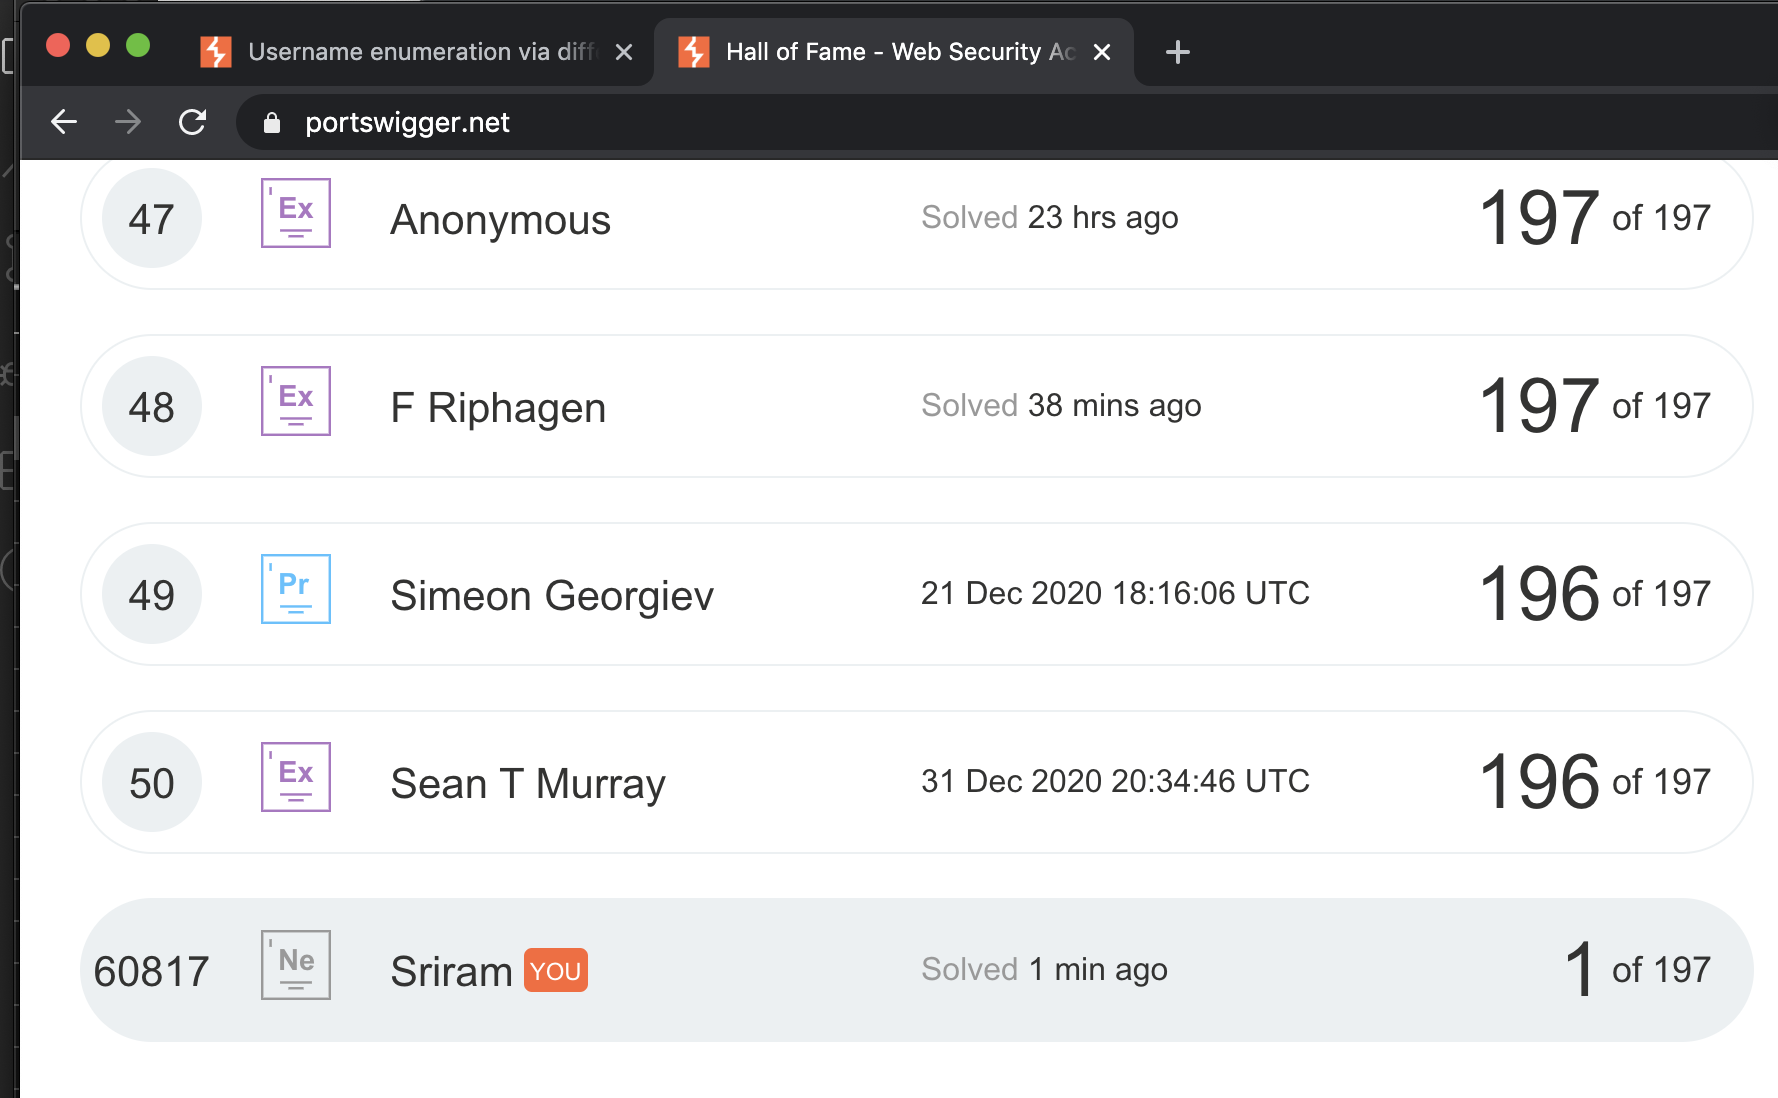 Username enumeration via diff
Hall of Fame - Web Security Ac
portswigger.net
47 Ex Anonymous Solved 23 hrs ago 197 of 197
48 Ex F Riphagen Solved 38 mins ago 197 of 197
49 Pr Simeon Georgiev 21 Dec 2020 18:16:06 UTC 196 of 197
50 Ex Sean T Murray 31 Dec 2020 20:34:46 UTC 196 of 197
60817 Ne Sriram YOU Solved 1 min ago 1 of 197